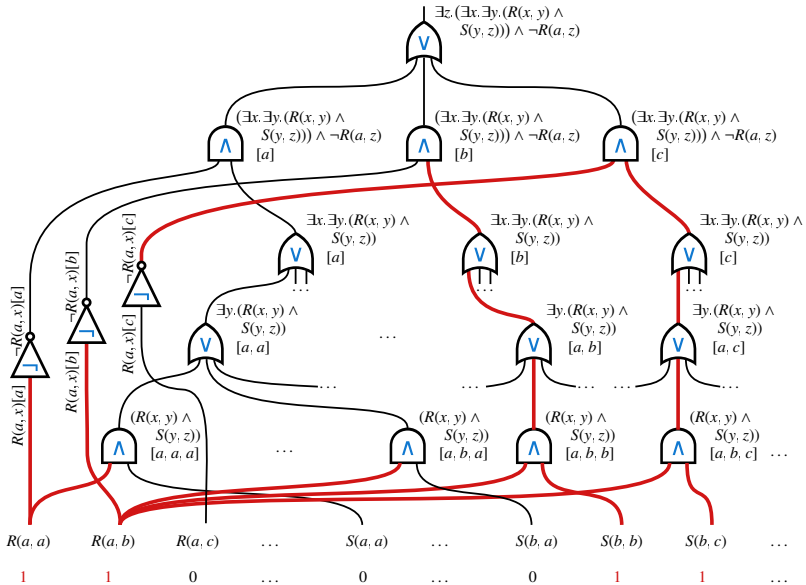 ∃z.(∃x.∃y.(R(x, y) ∧
S(y, z))) ∧ ¬R(a, z)
∨
(∃x.∃y.(R(x, y) ∧
S(y, z))) ∧ ¬R(a, z)
[a]
∧
(∃x.∃y.(R(x, y) ∧
S(y, z))) ∧ ¬R(a, z)
[b]
∧
(∃x.∃y.(R(x, y) ∧
S(y, z))) ∧ ¬R(a, z)
[c]
∧
¬R(a, x)[a]
¬R(a, x)[b]
¬R(a, x)[c]
∃x.∃y.(R(x, y) ∧
S(y, z))
[a]
∨
...
∃x.∃y.(R(x, y) ∧
S(y, z))
[b]
∨
...
∃x.∃y.(R(x, y) ∧
S(y, z))
[c]
∨
...
¬
¬
¬
R(a, x)[a]
R(a, x)[b]
R(a, x)[c]
∃y.(R(x, y) ∧
S(y, z))
[a, a]
∨
...
...
∃y.(R(x, y) ∧
S(y, z))
[a, b]
∨
...
...
∃y.(R(x, y) ∧
S(y, z))
[a, c]
∨
...
...
(R(x, y) ∧
S(y, z))
[a, a, a]
∧
...
(R(x, y) ∧
S(y, z))
[a, b, a]
∧
...
(R(x, y) ∧
S(y, z))
[a, b, b]
∧
(R(x, y) ∧
S(y, z))
[a, b, c]
∧
...
R(a, a) R(a, b) R(a, c) ... S(a, a) ... S(b, a) S(b, b) S(b, c) ...
1 1 0 ... 0 ... 0 1 1 ...